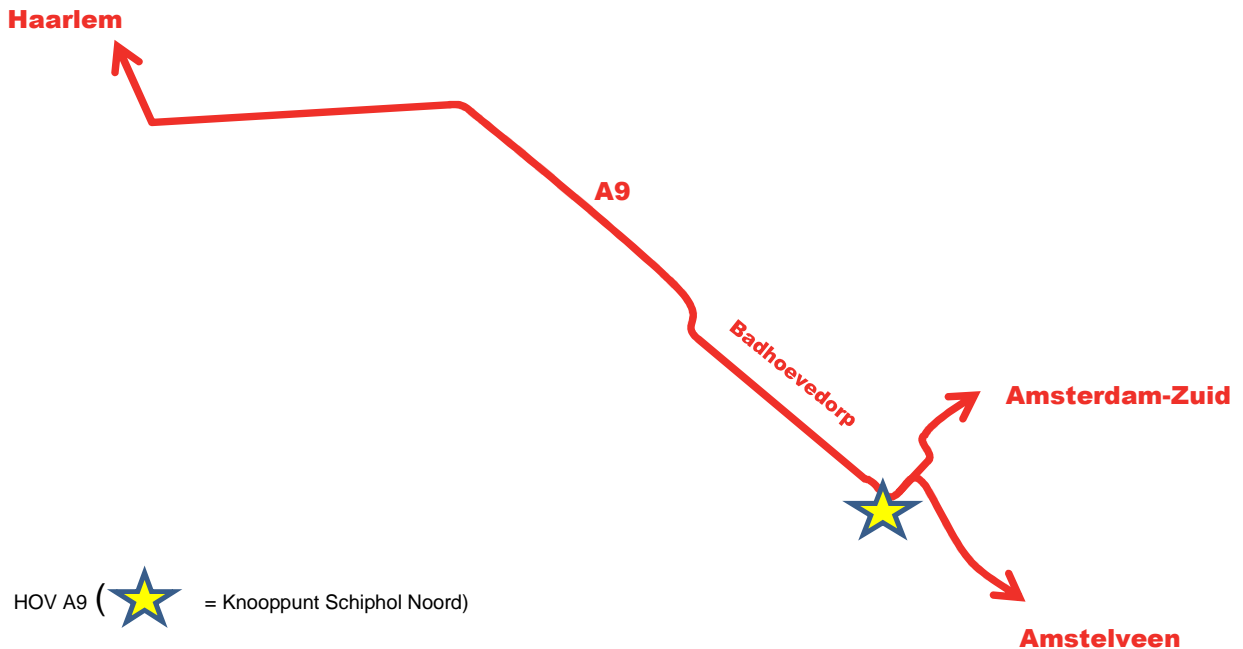 Haarlem
A9
Badhoevedorp
Amsterdam-Zuid
HOV A9 ( = Knooppunt Schiphol Noord)
Amstelveen